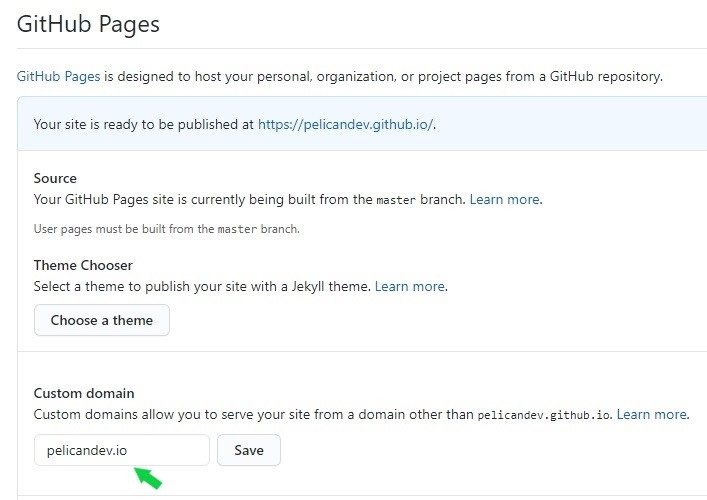 GitHub Pages
GitHub Pages is designed to host your personal, organization, or project pages from a GitHub repository.
Your site is ready to be published at https://pelicandev.github.io/.
Source
Your GitHub Pages site is currently being built from the master branch. Learn more.
User pages must be built from the master branch.
Theme Chooser
Select a theme to publish your site with a Jekyll theme. Learn more.
Choose a theme
Custom domain
Custom domains allow you to serve your site from a domain other than pelicandev.github.io. Learn more.
pelicandev.io Save